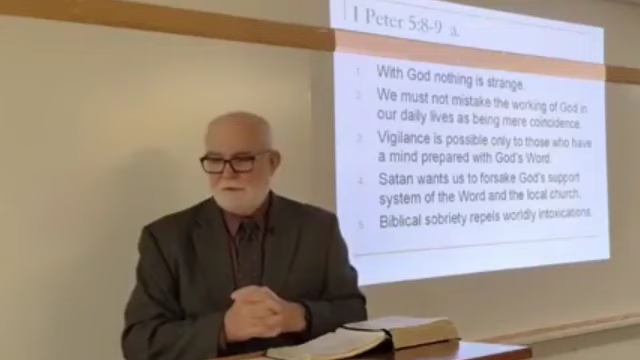 1 Peter 5:8-9 a.
1. With God nothing is strange.
2. We must not mistake the working of God in
our daily lives as being mere coincidence.
3. Vigilance is possible only to those who have
a mind prepared with God's Word.
4. Satan wants us to forsake God's support
system of the Word and the local church.
5. Biblical sobriety repels worldly intoxications.